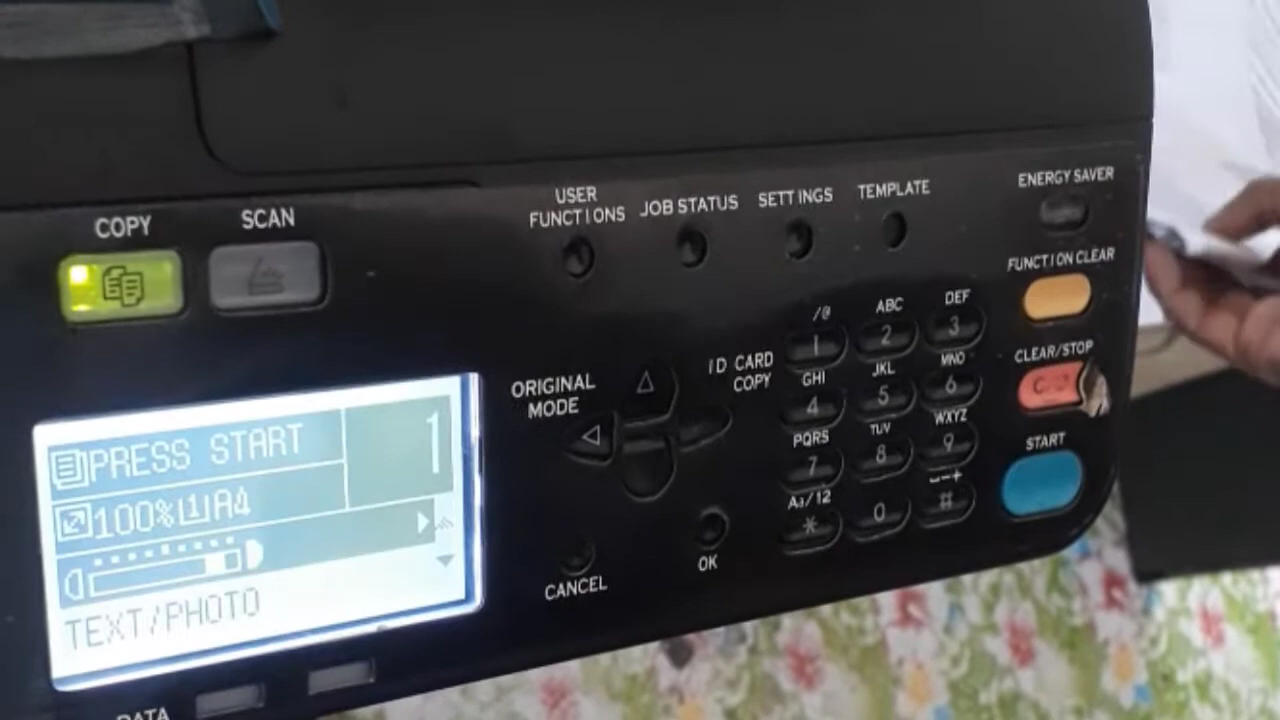 COPY
SCAN
USER
FUNCTIONS
JOB STATUS
SETTINGS
TEMPLATE
ENERGY SAVER
FUNCTION CLEAR
CLEAR/STOP
START
PRESS START
1
100% 1 A4
TEXT/PHOTO
ORIGINAL
MODE
ID CARD
COPY
CANCEL
OK
/@ ABC DEF
1 2 3
GHI JKL MNO
4 5 6
PQRS TUV WXYZ
7 8 9
* 0 #
DATA